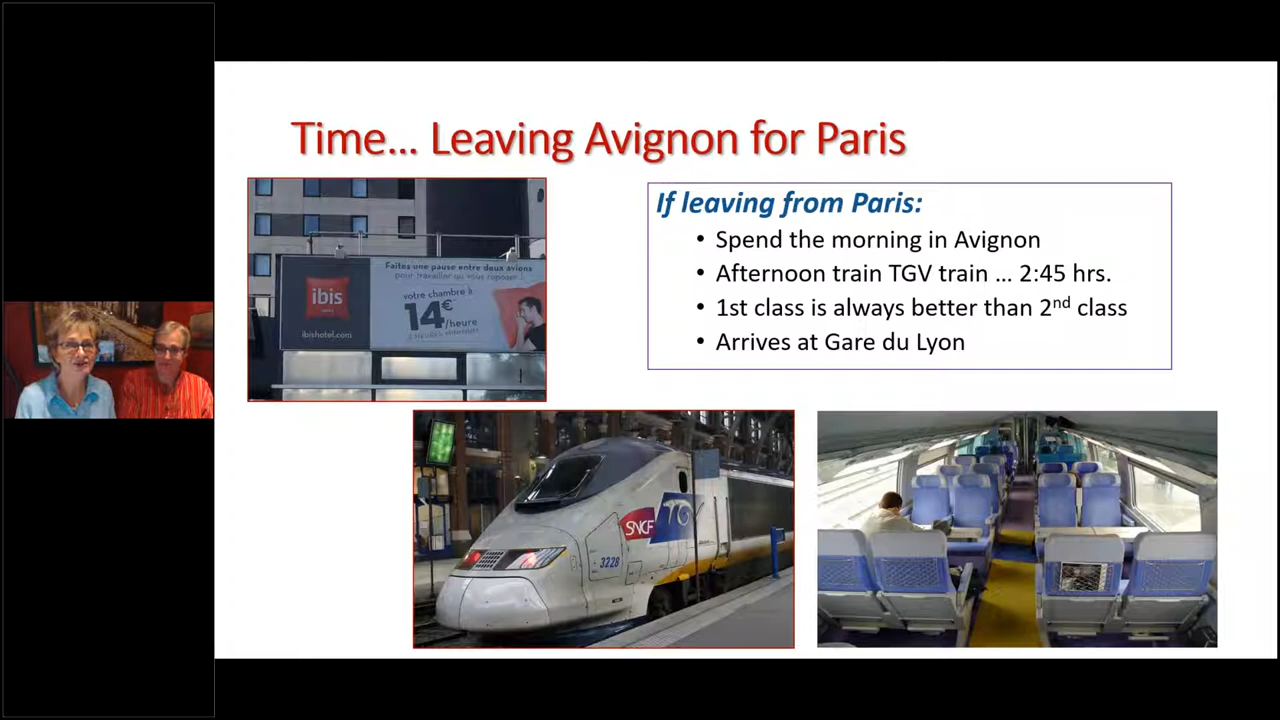 Time... Leaving Avignon for Paris
If leaving from Paris:
• Spend the morning in Avignon
• Afternoon train TGV train ... 2:45 hrs.
• 1st class is always better than 2nd class
• Arrives at Gare du Lyon
Faites une pause entre deux avions
pour travailler ou vous reposer !
ibis
ibishotel.com
votre chambre à
14€/heure
SNCF
TGV
3228